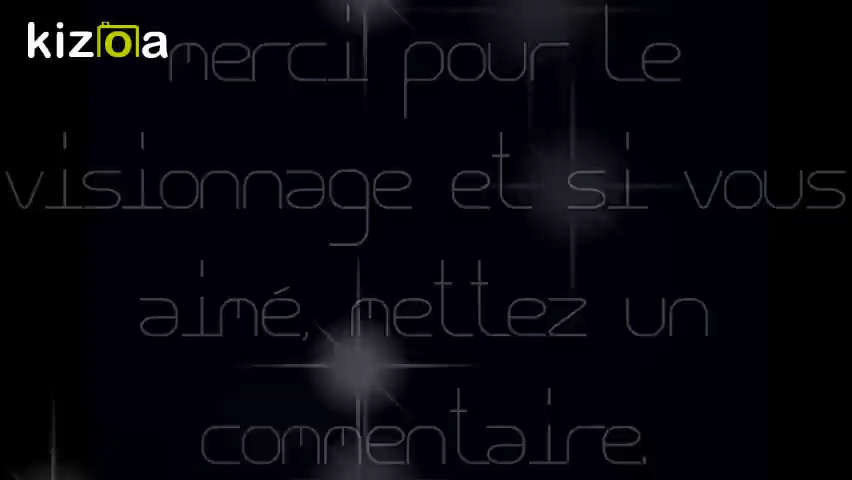 kizoa
merci pour le
visionnage et si vous
aimé, mettez un
commentaire.